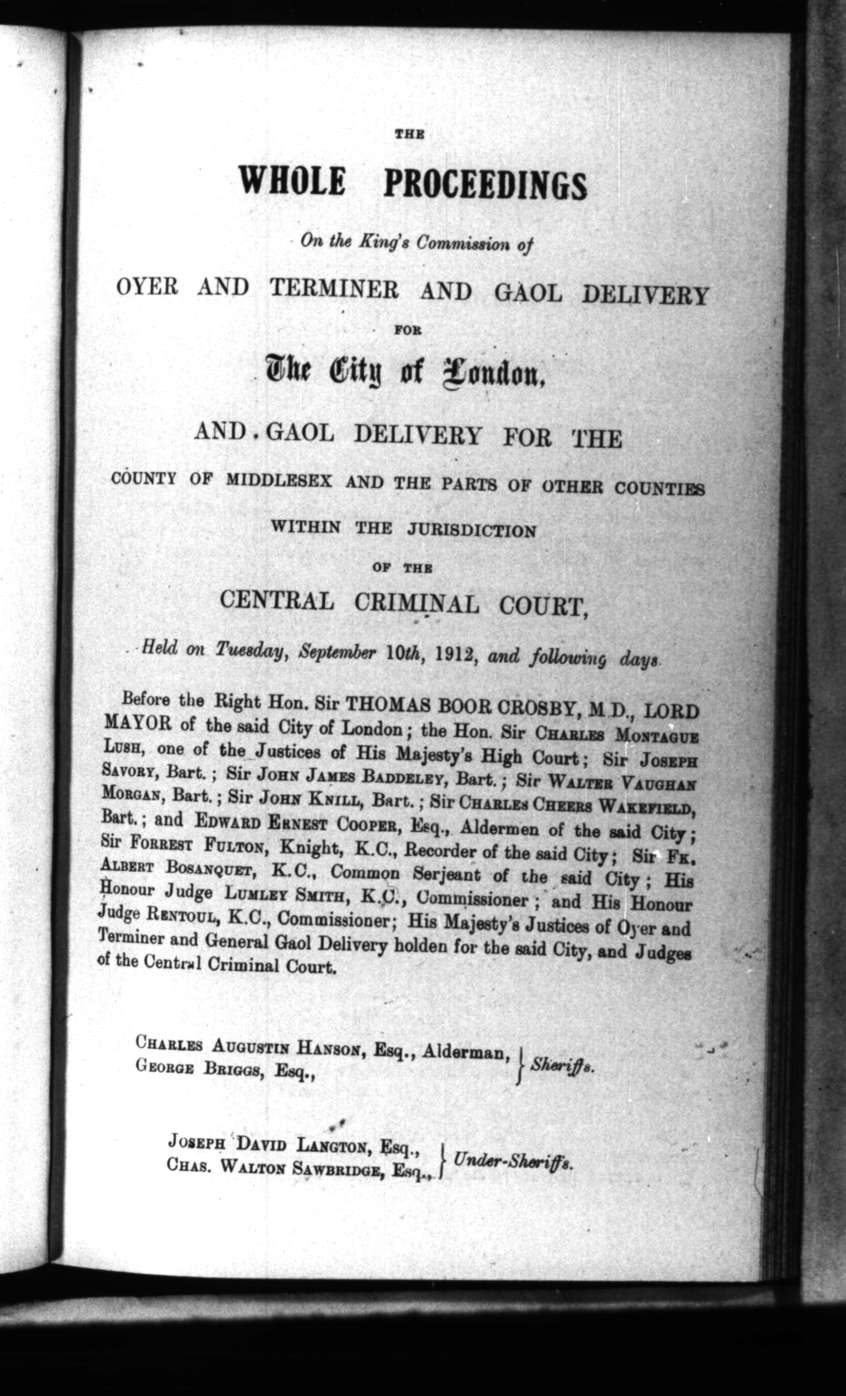 THE
WHOLE PROCEEDINGS
On the King's Commission of
OYER AND TERMINER AND GAOL DELIVERY
FOR
The City of London,
AND GAOL DELIVERY FOR THE
COUNTY OF MIDDLESEX AND THE PARTS OF OTHER COUNTIES
WITHIN THE JURISDICTION
OF THE
CENTRAL CRIMINAL COURT,
Held on Tuesday, September 10th, 1912, and following days.
Before the Right Hon. Sir THOMAS BOOR CROSBY, M.D., LORD
MAYOR of the said City of London; the Hon. Sir CHARLES MONTAGUE
LUSH, one of the Justices of His Majesty's High Court; Sir JOSEPH
SAVORY, Bart.; Sir JOHN JAMES BADDELEY, Bart.; Sir WALTER VAUGHAN
MORGAN, Bart.; Sir JOHN KNILL, Bart.; Sir CHARLES CHEERS WAKEFIELD,
Bart.; and EDWARD ERNEST COOPER, Esq., Aldermen of the said City;
Sir FORREST FULTON, Knight, K.C., Recorder of the said City; Sir FK.
ALBERT BOSANQUET, K.C., Common Serjeant of the said City; His
Honour Judge LUMLEY SMITH, K.C., Commissioner; and His Honour
Judge RENTOUL, K.C., Commissioner; His Majesty's Justices of Oyer and
Terminer and General Gaol Delivery holden for the said City, and Judges
of the Central Criminal Court.
CHARLES AUGUSTIN HANSON, Esq., Alderman,
GEORGE BRIGGS, Esq.,
} Sheriffs.
JOSEPH DAVID LANGTON, Esq.,
CHAS. WALTON SAWBRIDGE, Esq.,
} Under-Sheriffs.